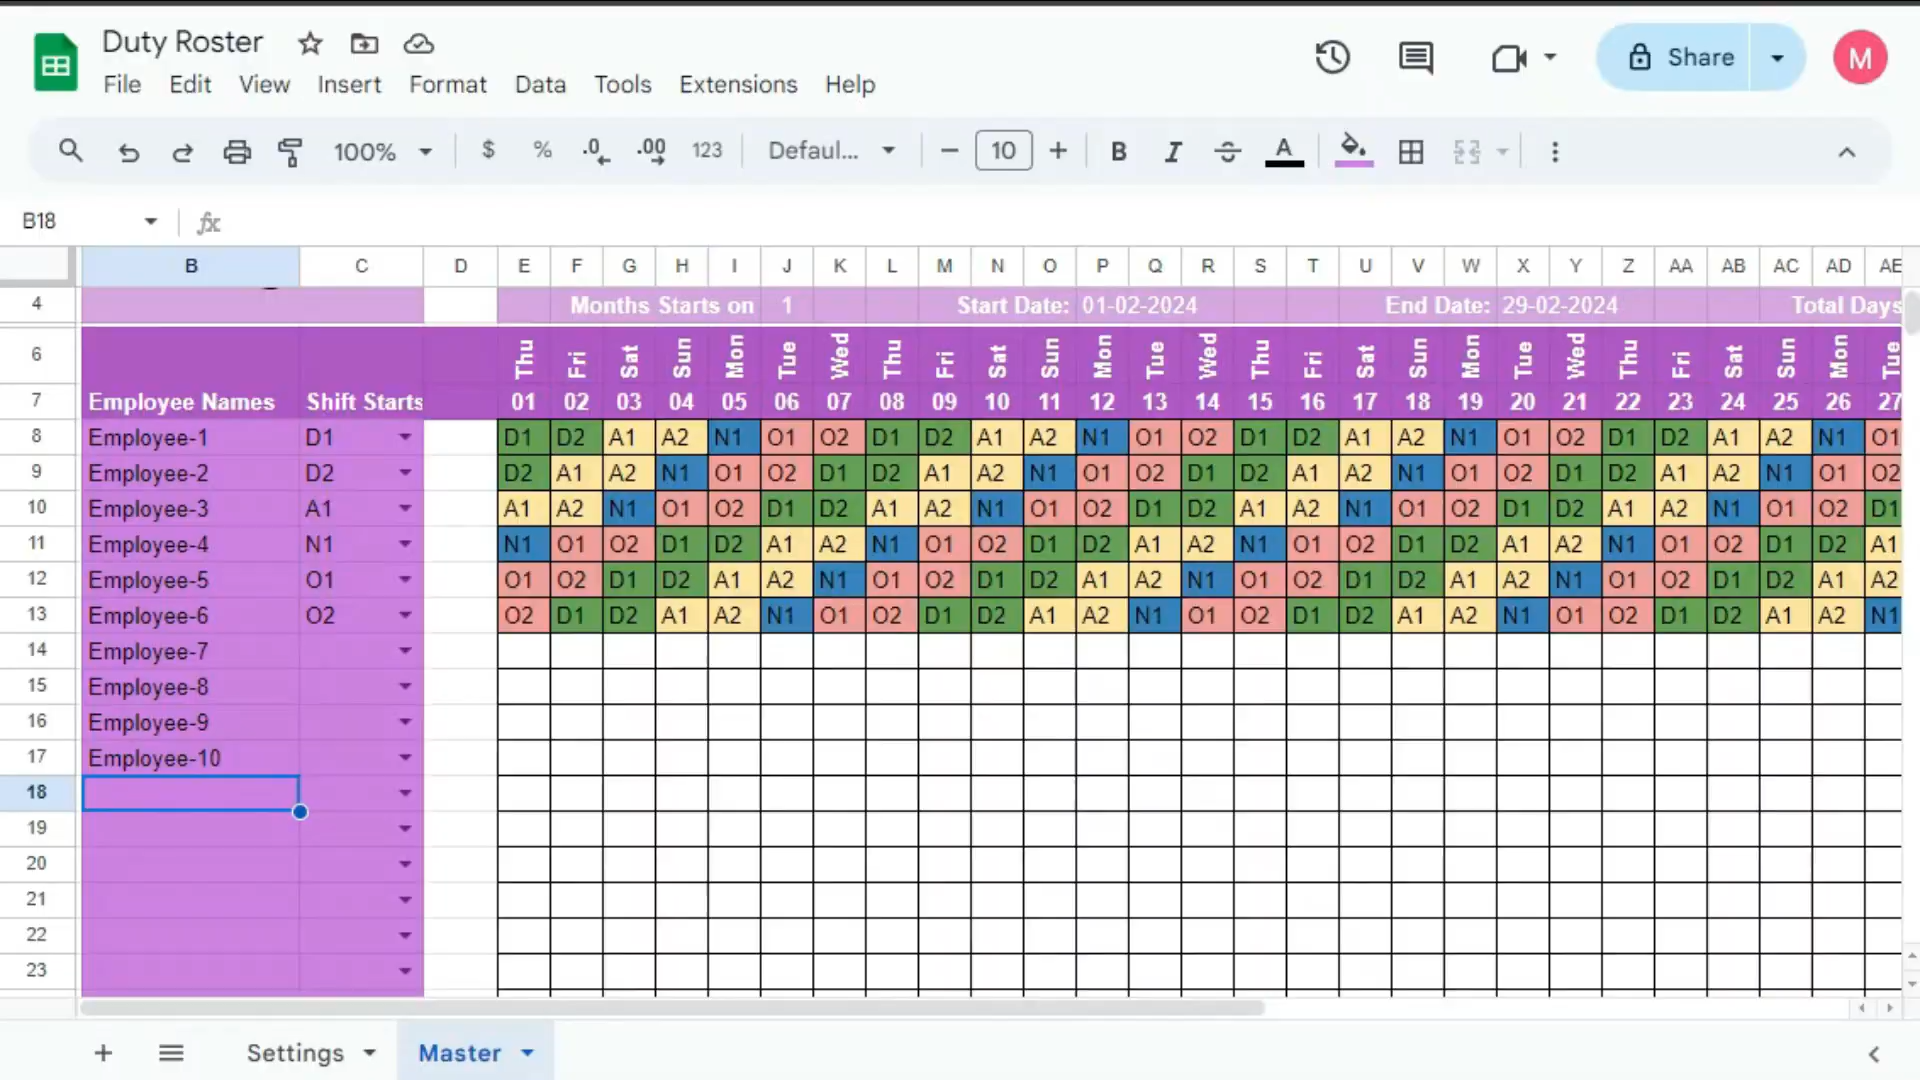 Duty Roster
File Edit View Insert Format Data Tools Extensions Help
Share
M
100% $ % .0 .00 123 Defaul... 10 B I A
B18 fx
B C D E F G H I J K L M N O P Q R S T U V W X Y Z AA AB AC AD AE
4 Months Starts on 1 Start Date: 01-02-2024 End Date: 29-02-2024 Total Days
6 Thu Fri Sat Sun Mon Tue Wed Thu Fri Sat Sun Mon Tue Wed Thu Fri Sat Sun Mon Tue Wed Thu Fri Sat Sun Mon Tue
7 Employee Names Shift Starts 01 02 03 04 05 06 07 08 09 10 11 12 13 14 15 16 17 18 19 20 21 22 23 24 25 26 27
8 Employee-1 D1 D1 D2 A1 A2 N1 O1 O2 D1 D2 A1 A2 N1 O1 O2 D1 D2 A1 A2 N1 O1 O2 D1 D2 A1 A2 N1 O1
9 Employee-2 D2 D2 A1 A2 N1 O1 O2 D1 D2 A1 A2 N1 O1 O2 D1 D2 A1 A2 N1 O1 O2 D1 D2 A1 A2 N1 O1 O2
10 Employee-3 A1 A1 A2 N1 O1 O2 D1 D2 A1 A2 N1 O1 O2 D1 D2 A1 A2 N1 O1 O2 D1 D2 A1 A2 N1 O1 O2 D1
11 Employee-4 N1 N1 O1 O2 D1 D2 A1 A2 N1 O1 O2 D1 D2 A1 A2 N1 O1 O2 D1 D2 A1 A2 N1 O1 O2 D1 D2 A1
12 Employee-5 O1 O1 O2 D1 D2 A1 A2 N1 O1 O2 D1 D2 A1 A2 N1 O1 O2 D1 D2 A1 A2 N1 O1 O2 D1 D2 A1 A2
13 Employee-6 O2 O2 D1 D2 A1 A2 N1 O1 O2 D1 D2 A1 A2 N1 O1 O2 D1 D2 A1 A2 N1 O1 O2 D1 D2 A1 A2 N1
14 Employee-7
15 Employee-8
16 Employee-9
17 Employee-10
18
19
20
21
22
23
+ Settings Master